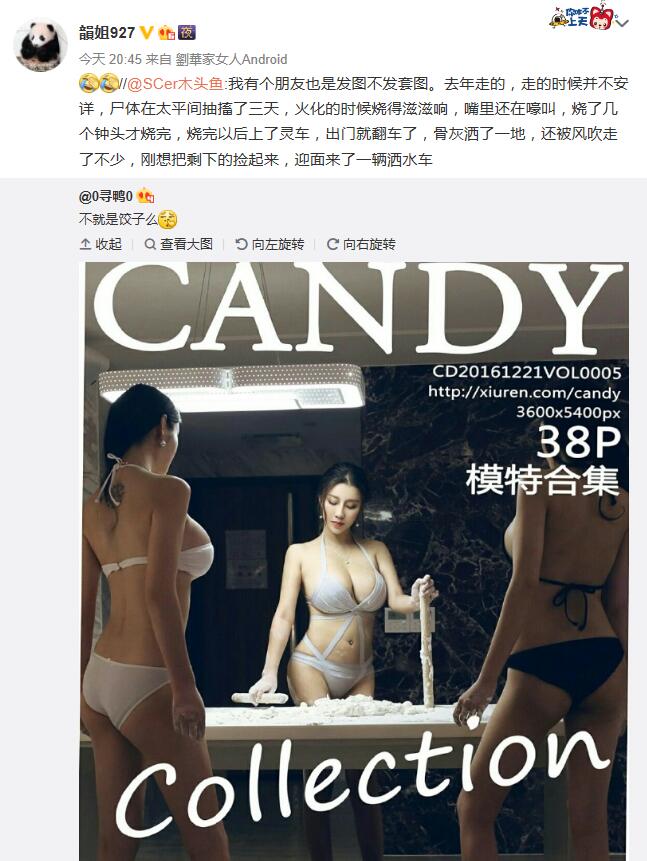 你咋不
上天
韻姐927 夜
今天 20:45 来自 劉華家女人Android
//@SCer木头鱼:我有个朋友也是发图不发套图。去年走的，走的时候并不安
详，尸体在太平间抽搐了三天，火化的时候烧得滋滋响，嘴里还在嚎叫，烧了几
个钟头才烧完，烧完以后上了灵车，出门就翻车了，骨灰洒了一地，还被风吹走
了不少，刚想把剩下的捡起来，迎面来了一辆洒水车
@0寻鸭0
不就是饺子么
收起 查看大图 向左旋转 向右旋转
CANDY
CD20161221VOL0005
http://xiuren.com/candy
3600x5400px
38P
模特合集
Collection